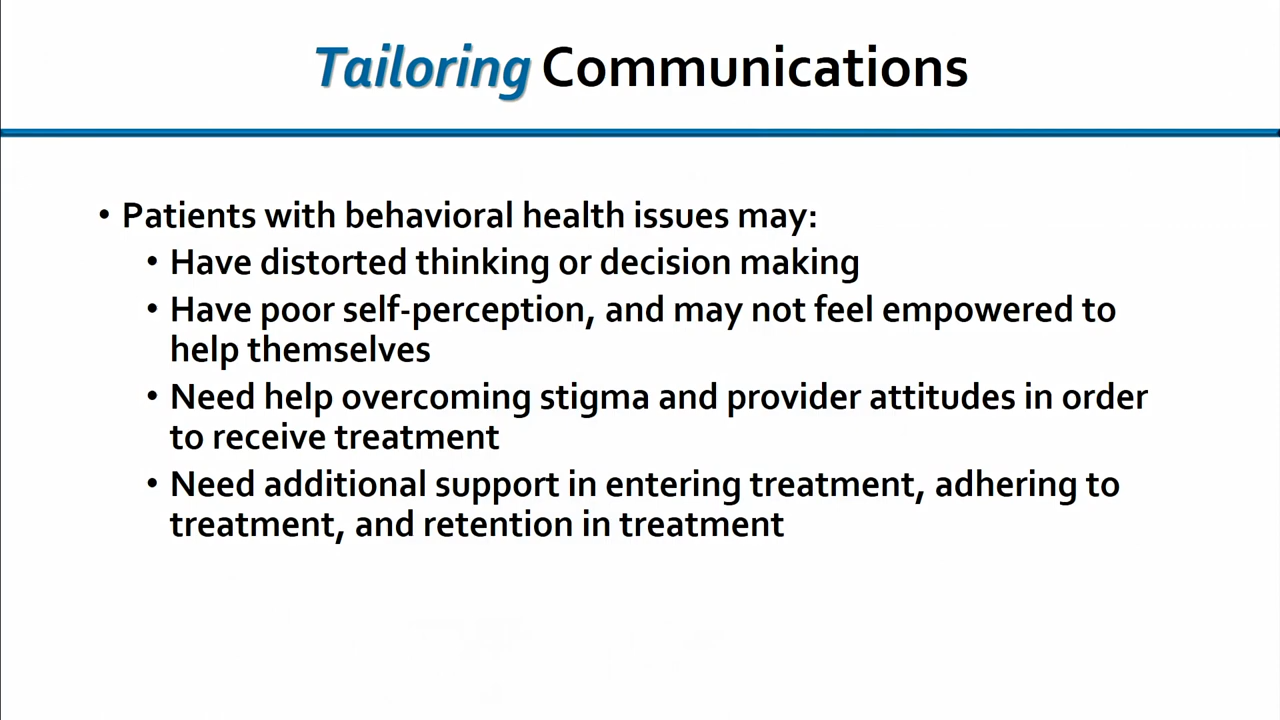 Tailoring Communications
• Patients with behavioral health issues may:
• Have distorted thinking or decision making
• Have poor self-perception, and may not feel empowered to
help themselves
• Need help overcoming stigma and provider attitudes in order
to receive treatment
• Need additional support in entering treatment, adhering to
treatment, and retention in treatment